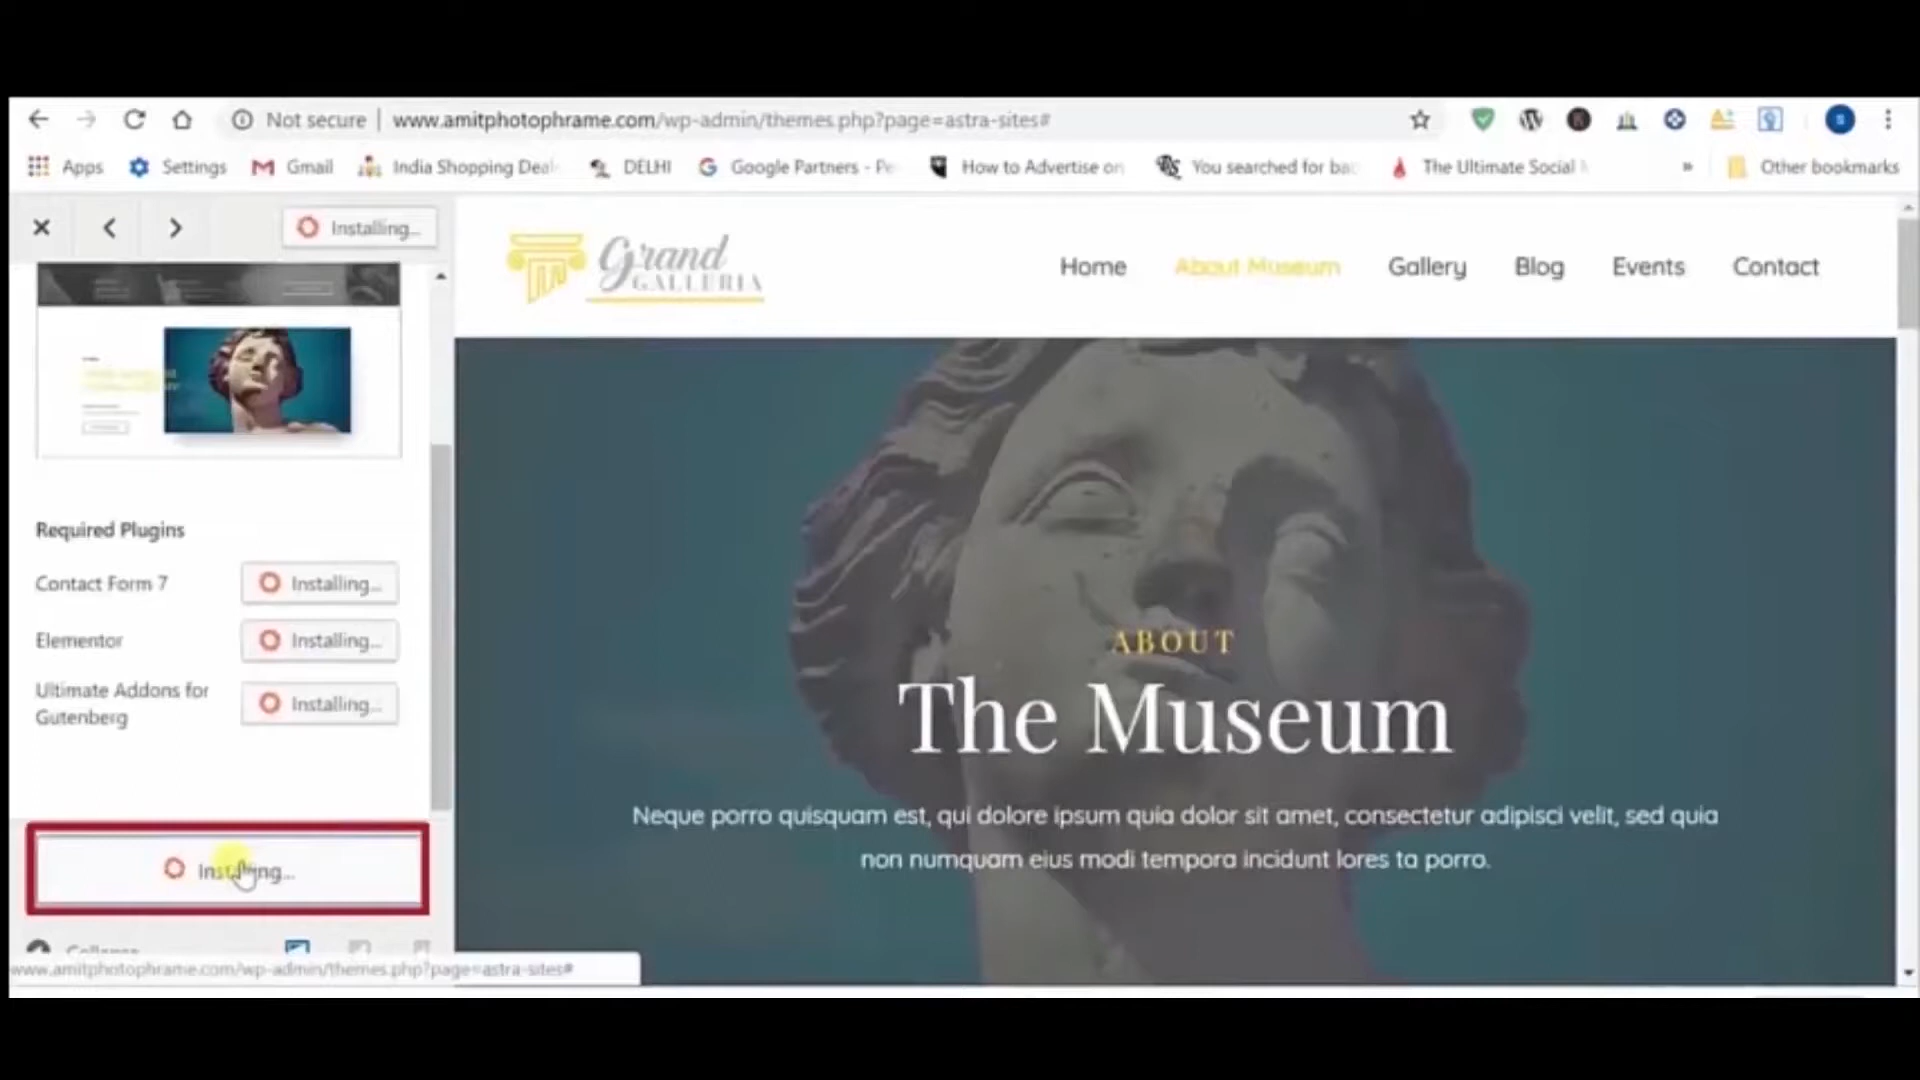 Not secure | www.amitphotophrame.com/wp-admin/themes.php?page=astra-sites#
Apps Settings Gmail India Shopping Deal DELHI Google Partners - Pe How to Advertise on You searched for bac The Ultimate Social » Other bookmarks
Installing...
Grand
GALLERIA
Home About Museum Gallery Blog Events Contact
Required Plugins
Contact Form 7 Installing...
Elementor Installing...
Ultimate Addons for
Gutenberg Installing...
Installing...
Collapse
www.amitphotophrame.com/wp-admin/themes.php?page=astra-sites#
ABOUT
The Museum
Neque porro quisquam est, qui dolore ipsum quia dolor sit amet, consectetur adipisci velit, sed quia
non numquam eius modi tempora incidunt lores ta porro.